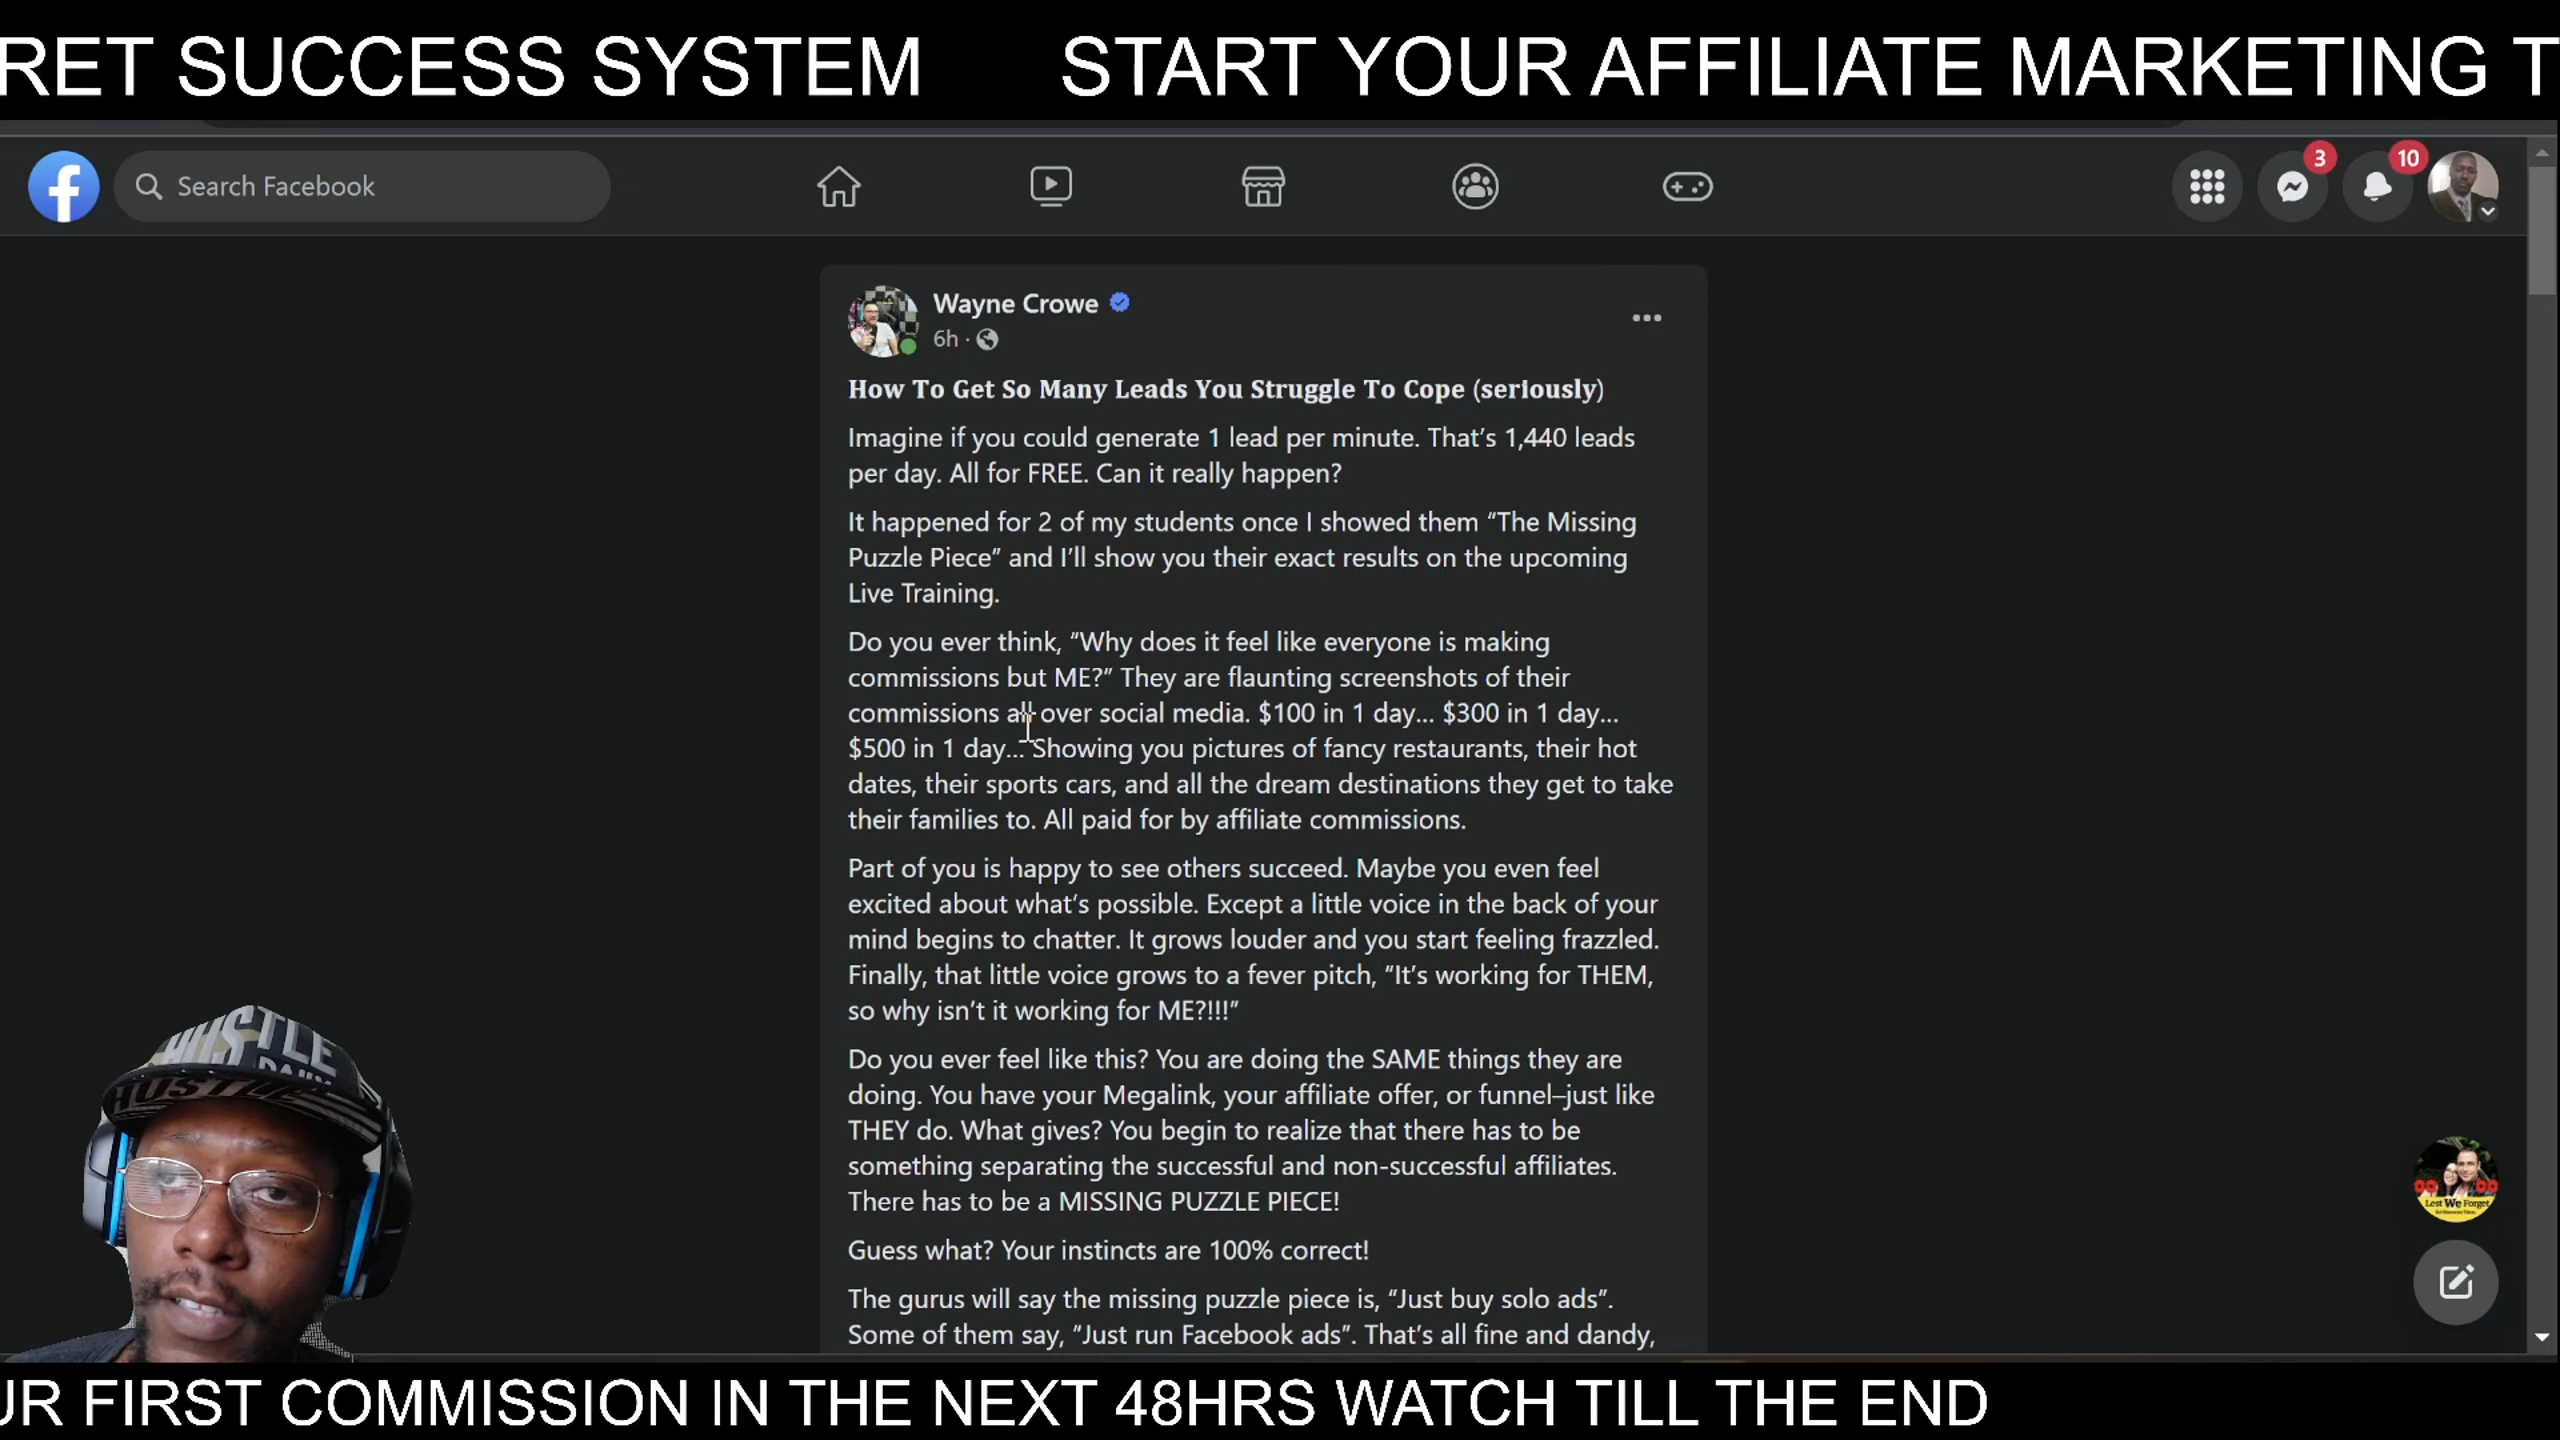 RET SUCCESS SYSTEM START YOUR AFFILIATE MARKETING T
Search Facebook
3
10
Wayne Crowe
6h ·
How To Get So Many Leads You Struggle To Cope (seriously)
Imagine if you could generate 1 lead per minute. That's 1,440 leads
per day. All for FREE. Can it really happen?
It happened for 2 of my students once I showed them “The Missing
Puzzle Piece” and I'll show you their exact results on the upcoming
Live Training.
Do you ever think, “Why does it feel like everyone is making
commissions but ME?” They are flaunting screenshots of their
commissions all over social media. $100 in 1 day... $300 in 1 day...
$500 in 1 day... Showing you pictures of fancy restaurants, their hot
dates, their sports cars, and all the dream destinations they get to take
their families to. All paid for by affiliate commissions.
Part of you is happy to see others succeed. Maybe you even feel
excited about what's possible. Except a little voice in the back of your
mind begins to chatter. It grows louder and you start feeling frazzled.
Finally, that little voice grows to a fever pitch, “It's working for THEM,
so why isn't it working for ME?!!!”
Do you ever feel like this? You are doing the SAME things they are
doing. You have your Megalink, your affiliate offer, or funnel–just like
THEY do. What gives? You begin to realize that there has to be
something separating the successful and non-successful affiliates.
There has to be a MISSING PUZZLE PIECE!
Guess what? Your instincts are 100% correct!
The gurus will say the missing puzzle piece is, “Just buy solo ads”.
Some of them say, “Just run Facebook ads”. That's all fine and dandy,
HUSTLE
HUSTLE
Lest We Forget
UR FIRST COMMISSION IN THE NEXT 48HRS WATCH TILL THE END